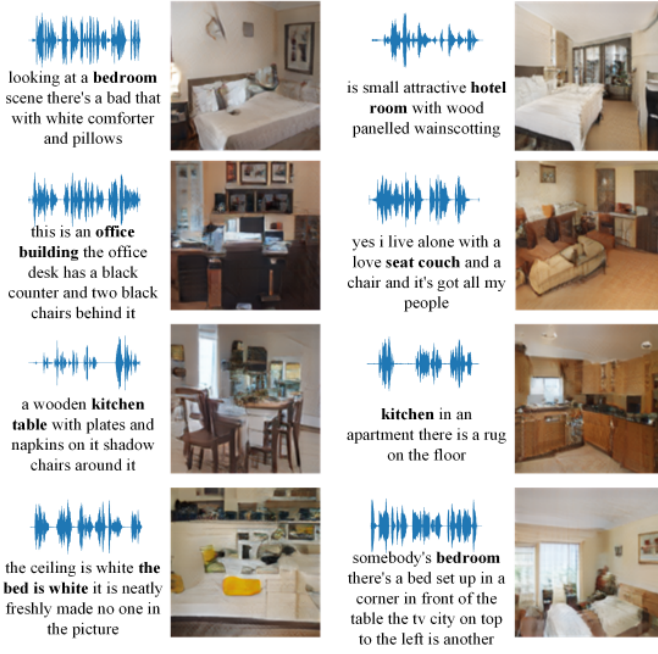 looking at a bedroom
scene there's a bad that
with white comforter
and pillows
is small attractive hotel
room with wood
panelled wainscotting
this is an office
building the office
desk has a black
counter and two black
chairs behind it
yes i live alone with a
love seat couch and a
chair and it's got all my
people
a wooden kitchen
table with plates and
napkins on it shadow
chairs around it
kitchen in an
apartment there is a rug
on the floor
the ceiling is white the
bed is white it is neatly
freshly made no one in
the picture
somebody's bedroom
there's a bed set up in a
corner in front of the
table the tv city on top
to the left is another